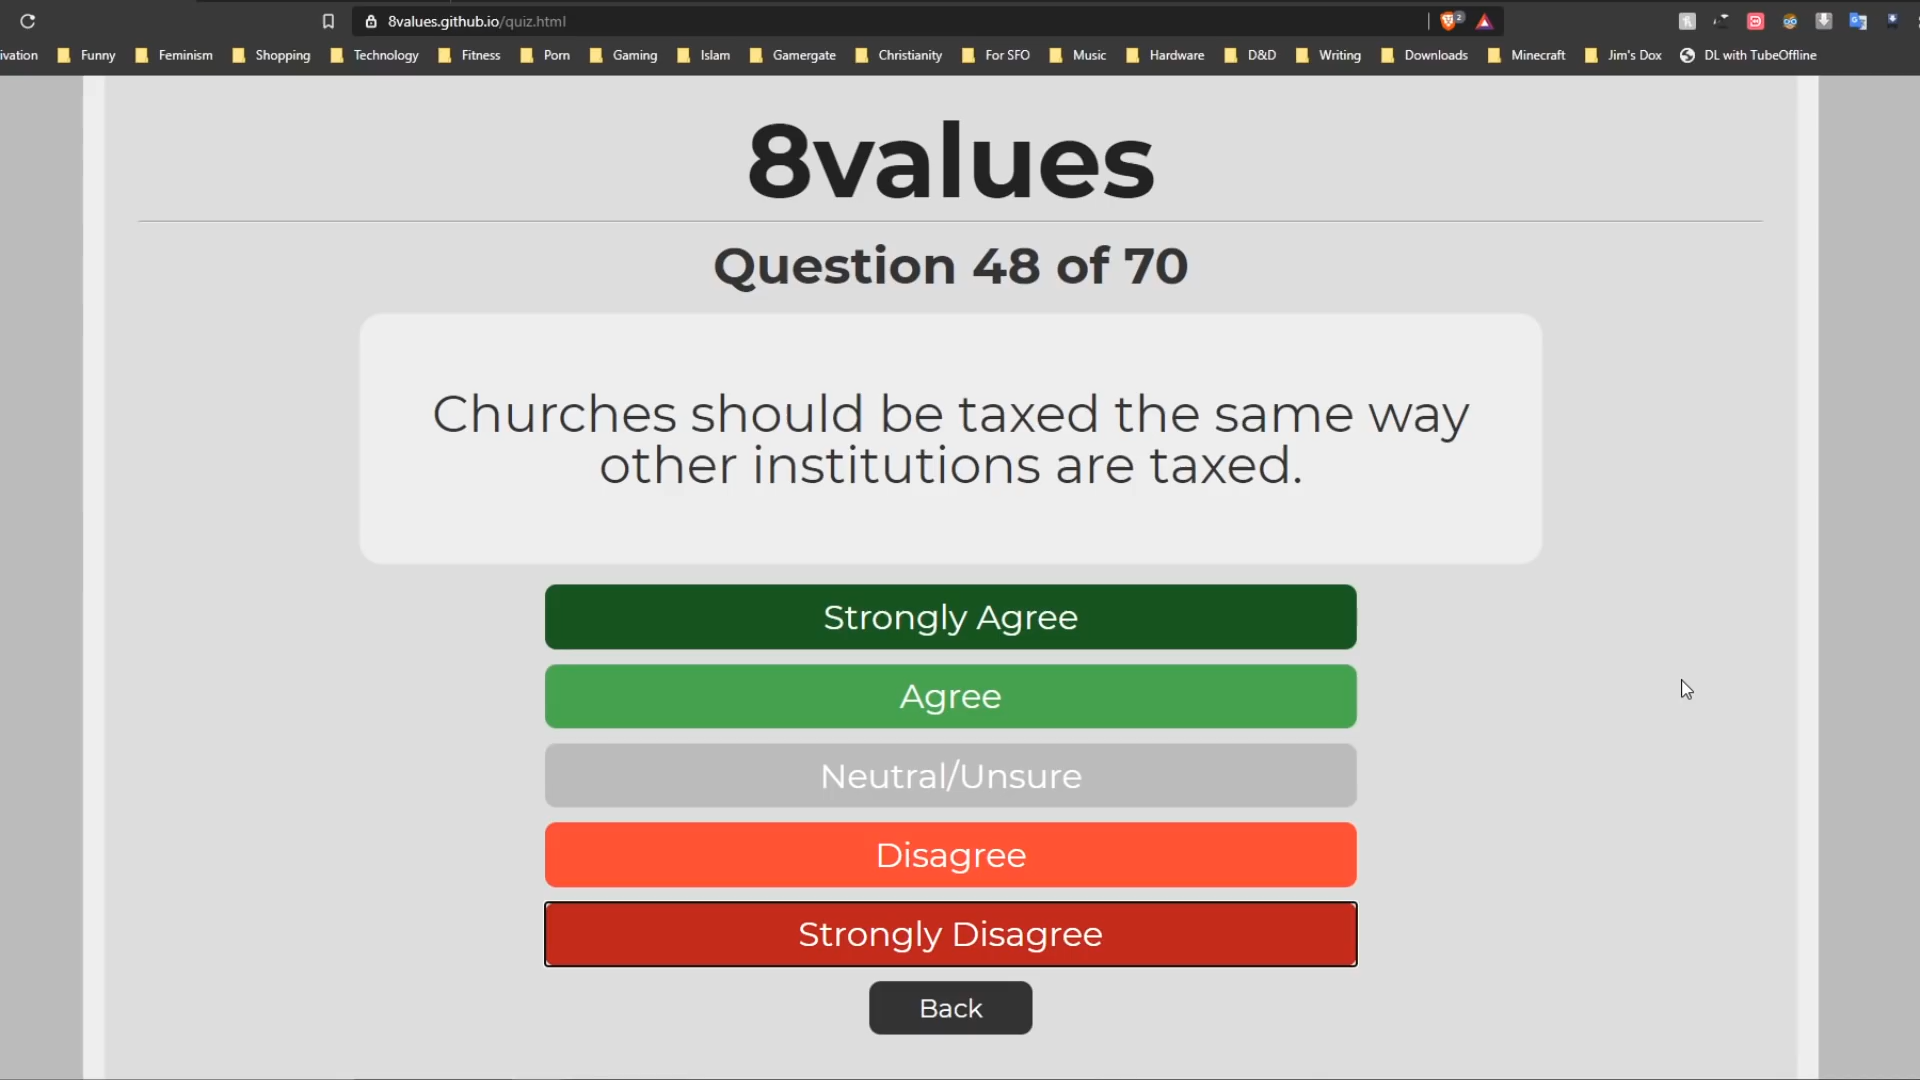 8values.github.io/quiz.html
2
ivation Funny Feminism Shopping Technology Fitness Porn Gaming Islam Gamergate Christianity For SFO Music Hardware D&D Writing Downloads Minecraft Jim's Dox DL with TubeOffline
8values
Question 48 of 70
Churches should be taxed the same way
other institutions are taxed.
Strongly Agree
Agree
Neutral/Unsure
Disagree
Strongly Disagree
Back